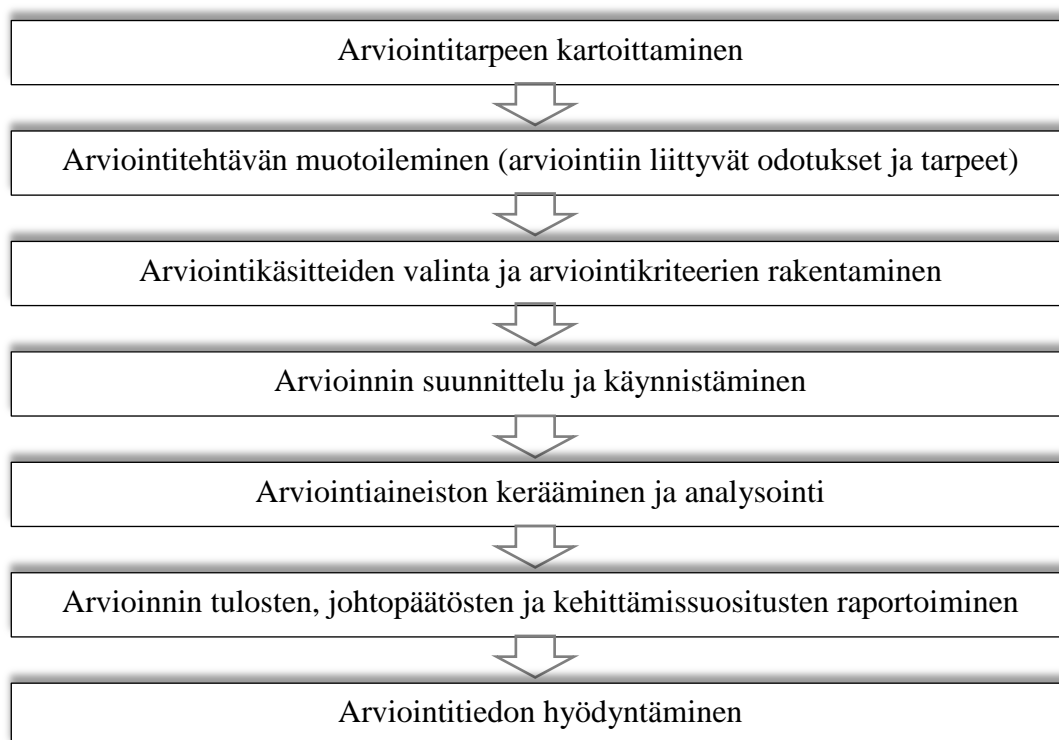 Arviointitarpeen kartoittaminen
Arviointitehtävän muotoileminen (arviointiin liittyvät odotukset ja tarpeet)
Arviointikäsitteiden valinta ja arviointikriteerien rakentaminen
Arvioinnin suunnittelu ja käynnistäminen
Arviointiaineiston kerääminen ja analysointi
Arvioinnin tulosten, johtopäätösten ja kehittämissuositusten raportoiminen
Arviointitiedon hyödyntäminen